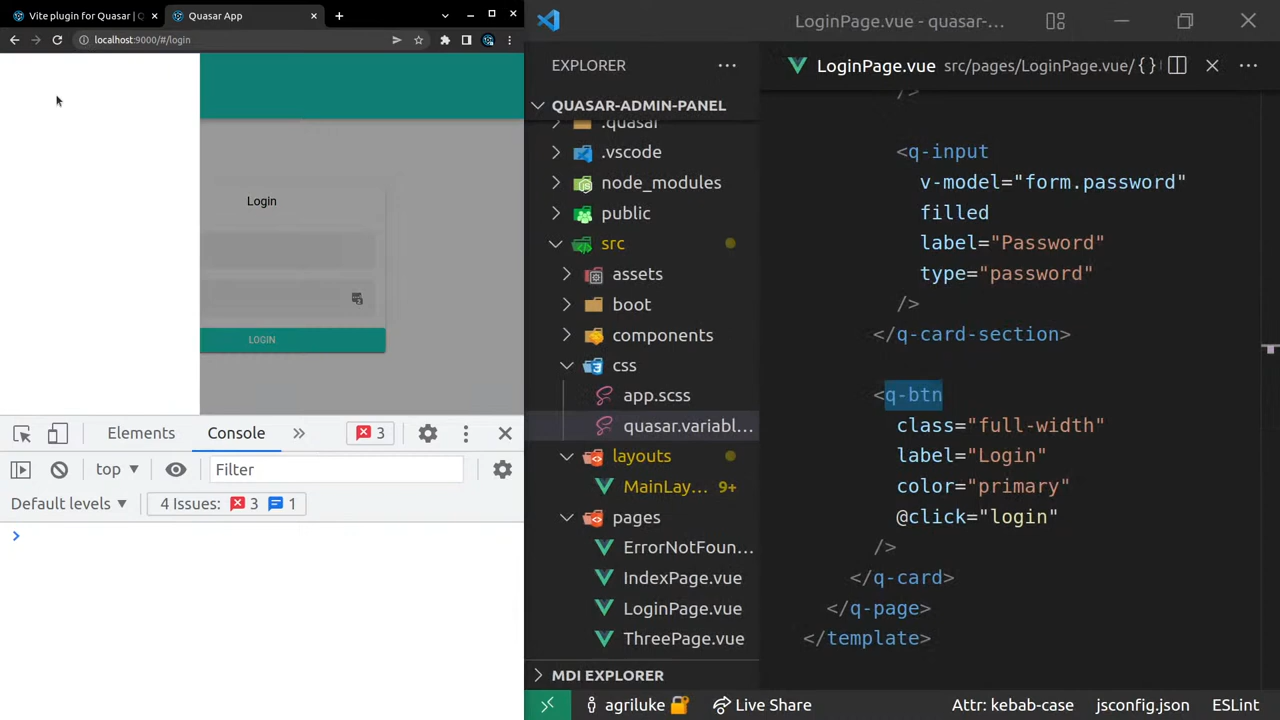 Vite plugin for Quasar | Q
Quasar App
localhost:9000/#/login
Login
LOGIN
Elements
Console
3
top
Filter
Default levels
4 Issues: 3 1
LoginPage.vue - quasar-...
EXPLORER
QUASAR-ADMIN-PANEL
.quasar
.vscode
node_modules
public
src
assets
boot
components
css
app.scss
quasar.variabl...
layouts
MainLay... 9+
pages
ErrorNotFoun...
IndexPage.vue
LoginPage.vue
ThreePage.vue
MDI EXPLORER
LoginPage.vue src/pages/LoginPage.vue/{}
/>
<q-input
v-model="form.password"
filled
label="Password"
type="password"
/>
</q-card-section>
<q-btn
class="full-width"
label="Login"
color="primary"
@click="login"
/>
</q-card>
</q-page>
</template>
agriluke
Live Share
Attr: kebab-case
jsconfig.json
ESLint